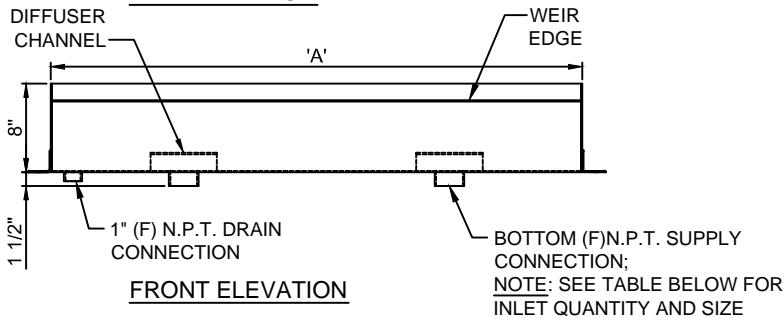 DIFFUSER
CHANNEL
WEIR
EDGE
'A'
8"
1 1/2"
1" (F) N.P.T. DRAIN
CONNECTION
BOTTOM (F)N.P.T. SUPPLY
CONNECTION;
NOTE: SEE TABLE BELOW FOR
INLET QUANTITY AND SIZE
FRONT ELEVATION